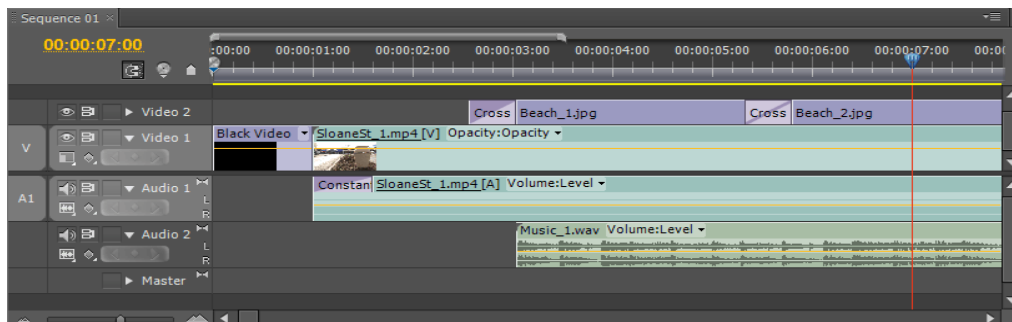 Sequence 01 ×
00:00:07:00
:00:00 00:00:01:00 00:00:02:00 00:00:03:00 00:00:04:00 00:00:05:00 00:00:06:00 00:00:07:00 00:0
Video 2 Cross Beach_1.jpg Cross Beach_2.jpg
V Video 1 Black Video SloaneSt_1.mp4 [V] Opacity:Opacity
A1 Audio 1 Constan SloaneSt_1.mp4 [A] Volume:Level
L
R
Audio 2 Music_1.wav Volume:Level
L
R
Master